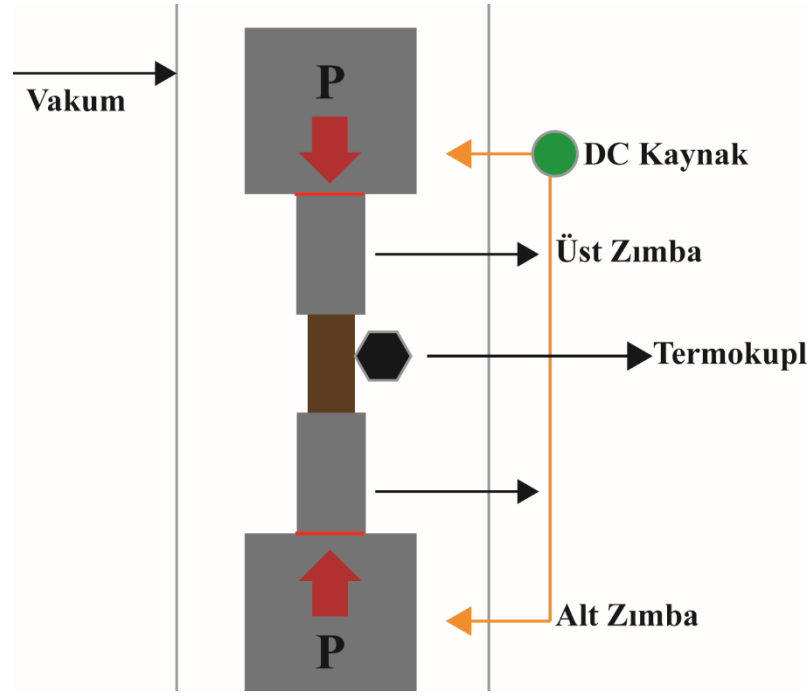 P
Vakum
DC Kaynak
Üst Zımba
Termokupl
Alt Zımba
P